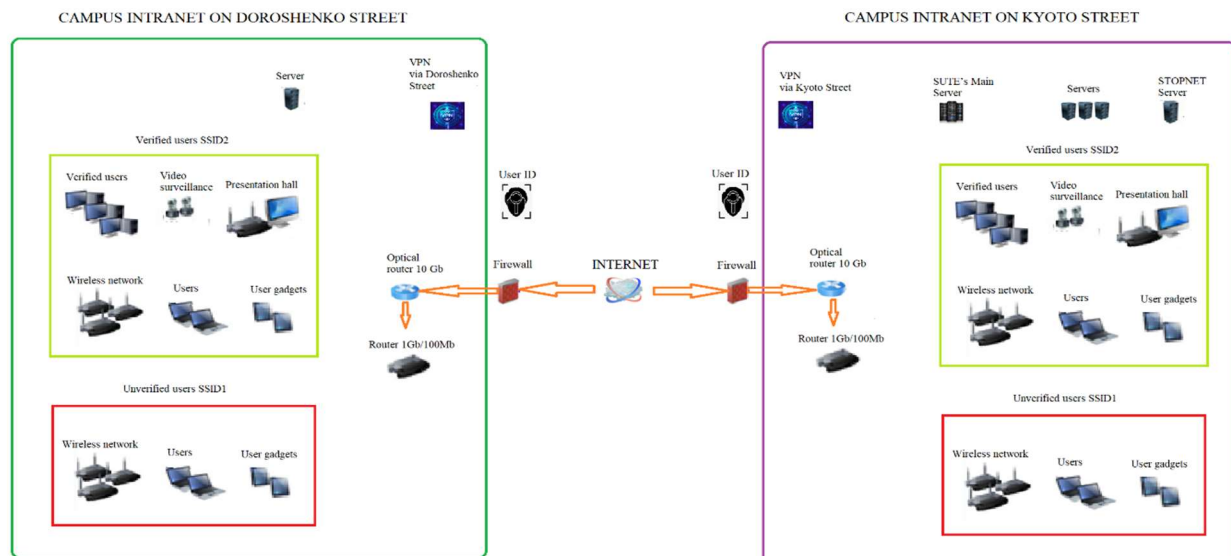 CAMPUS INTRANET ON DOROSHENKO STREET
Server
VPN
via Doroshenko
Street
Verified users SSID2
Verified users
Video
surveillance
Presentation hall
Wireless network
Users
User gadgets
Unverified users SSID1
Wireless network
Users
User gadgets
Optical
router 10 Gb
Router 1Gb/100Mb
User ID
Firewall
INTERNET
User ID
Firewall
CAMPUS INTRANET ON KYOTO STREET
VPN
via Kyoto Street
SUTE's Main
Server
Servers
STOPNET
Server
Optical
router 10 Gb
Router 1Gb/100Mb
Verified users SSID2
Verified users
Video
surveillance
Presentation hall
Wireless network
Users
User gadgets
Unverified users SSID1
Wireless network
Users
User gadgets